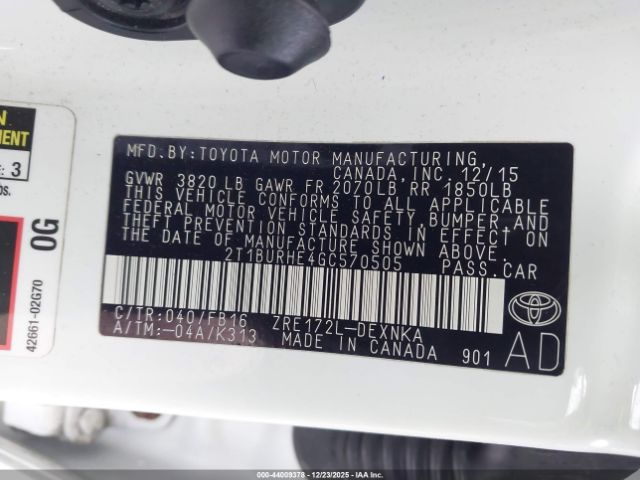 MFD. BY: TOYOTA MOTOR MANUFACTURING,
CANADA, INC. 12/15
GVWR 3820 LB GAWR FR 2070LB RR 1850LB
THIS VEHICLE CONFORMS TO ALL APPLICABLE
FEDERAL MOTOR VEHICLE SAFETY, BUMPER AND
THEFT PREVENTION STANDARDS IN EFFECT ON
THE DATE OF MANUFACTURE SHOWN ABOVE.
2T1BURHE4GC570505 PASS.CAR
C/TR: 040/FB16 ZRE172L-DEXNKA
A/TM: -04A/K313 MADE IN CANADA 901
AD
: 3
0G
42661-02G70
000-44009378 - 12/23/2025 - IAA Inc.